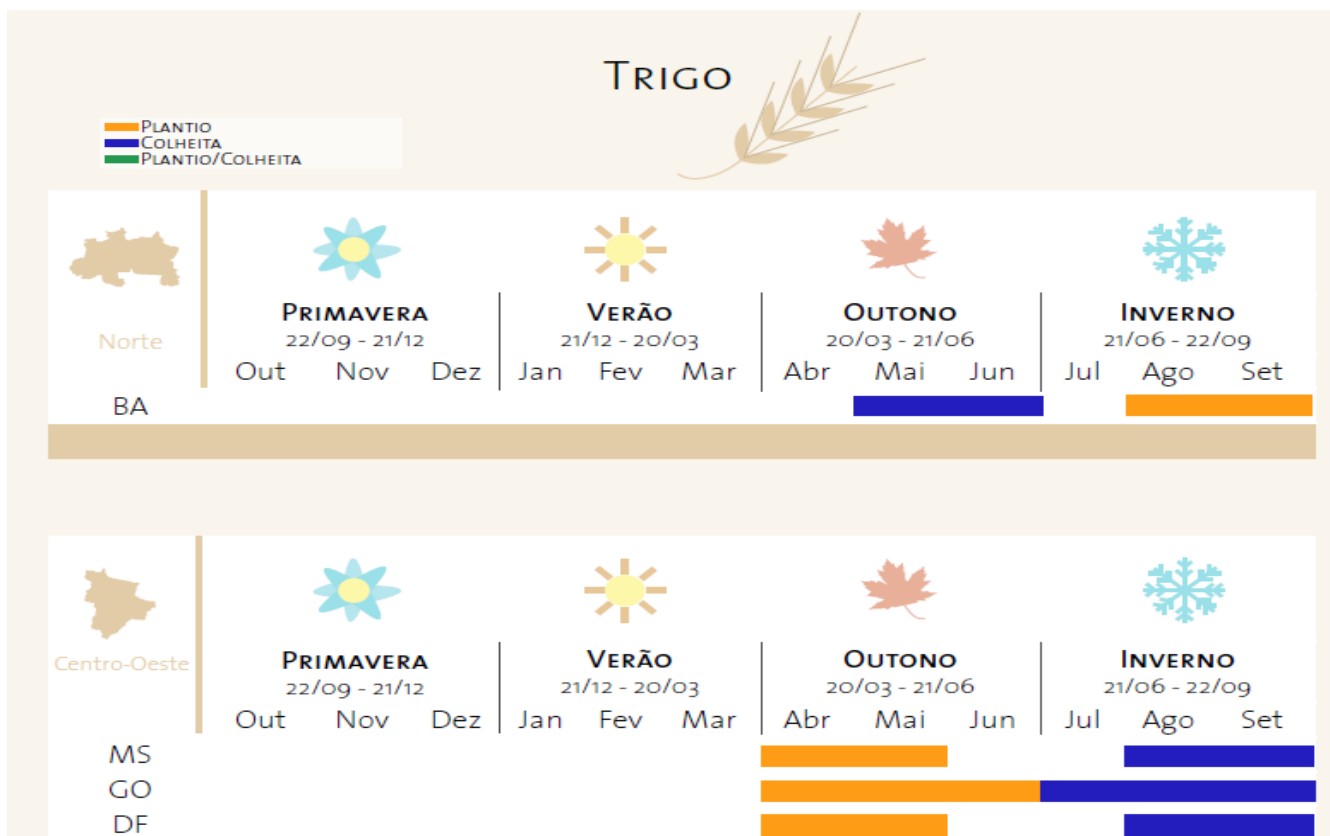 TRIGO
PLANTIO
COLHEITA
PLANTIO/COLHEITA
Norte
PRIMAVERA VERÃO OUTONO INVERNO
22/09 - 21/12 21/12 - 20/03 20/03 - 21/06 21/06 - 22/09
Out Nov Dez Jan Fev Mar Abr Mai Jun Jul Ago Set
BA
Centro-Oeste
PRIMAVERA VERÃO OUTONO INVERNO
22/09 - 21/12 21/12 - 20/03 20/03 - 21/06 21/06 - 22/09
Out Nov Dez Jan Fev Mar Abr Mai Jun Jul Ago Set
MS
GO
DF